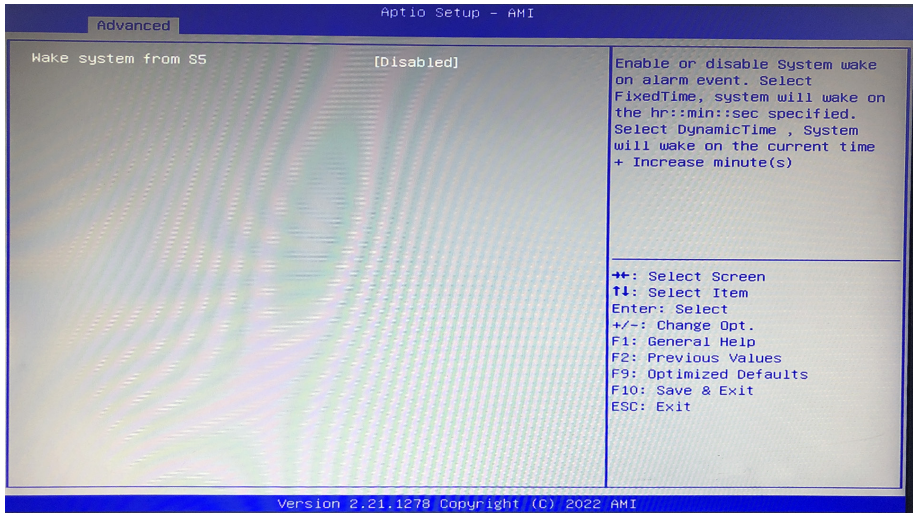 Aptio Setup - AMI
Advanced
Wake system from S5 [Disabled]
Enable or disable System wake
on alarm event. Select
FixedTime, system will wake on
the hr::min::sec specified.
Select DynamicTime , System
will wake on the current time
+ Increase minute(s)
→←: Select Screen
↑↓: Select Item
Enter: Select
+/-: Change Opt.
F1: General Help
F2: Previous Values
F9: Optimized Defaults
F10: Save & Exit
ESC: Exit
Version 2.21.1278 Copyright (C) 2022 AMI